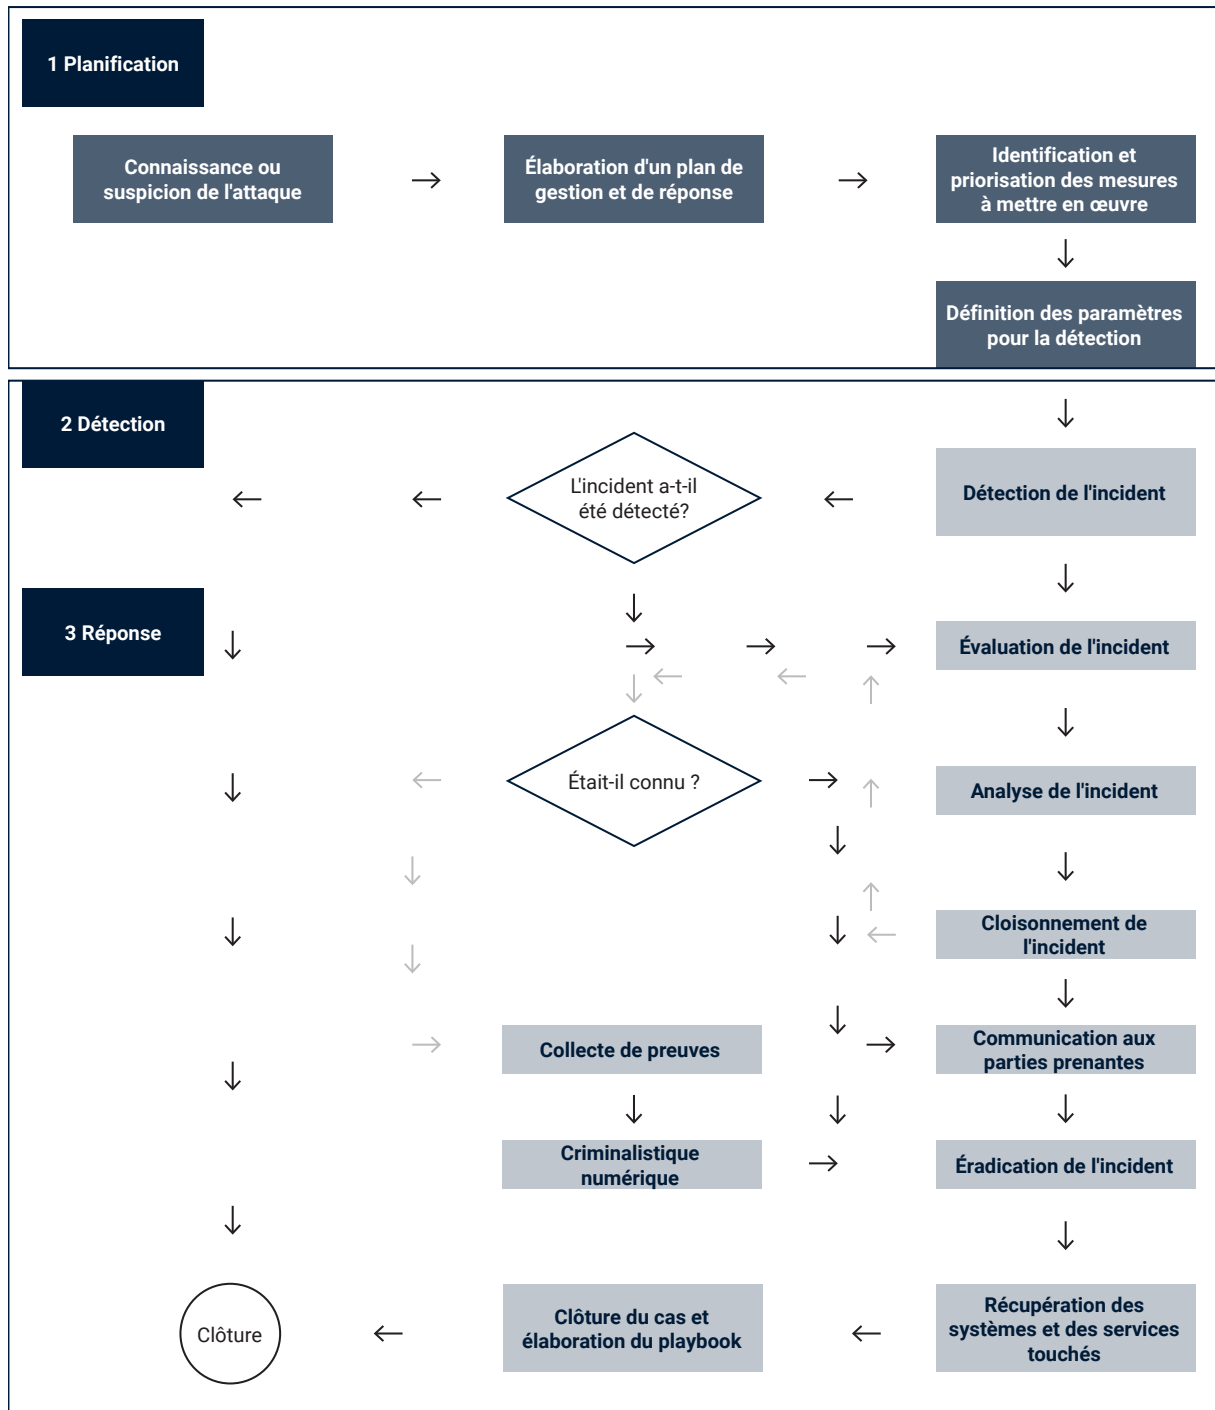 1 Planification
Connaissance ou
suspicion de l'attaque
Élaboration d'un plan de
gestion et de réponse
Identification et
priorisation des mesures
à mettre en œuvre
Définition des paramètres
pour la détection
2 Détection
L'incident a-t-il
été détecté?
Détection de l'incident
3 Réponse
Évaluation de l'incident
Était-il connu ?
Analyse de l'incident
Cloisonnement de
l'incident
Collecte de preuves
Communication aux
parties prenantes
Criminalistique
numérique
Éradication de l'incident
Clôture
Clôture du cas et
élaboration du playbook
Récupération des
systèmes et des services
touchés